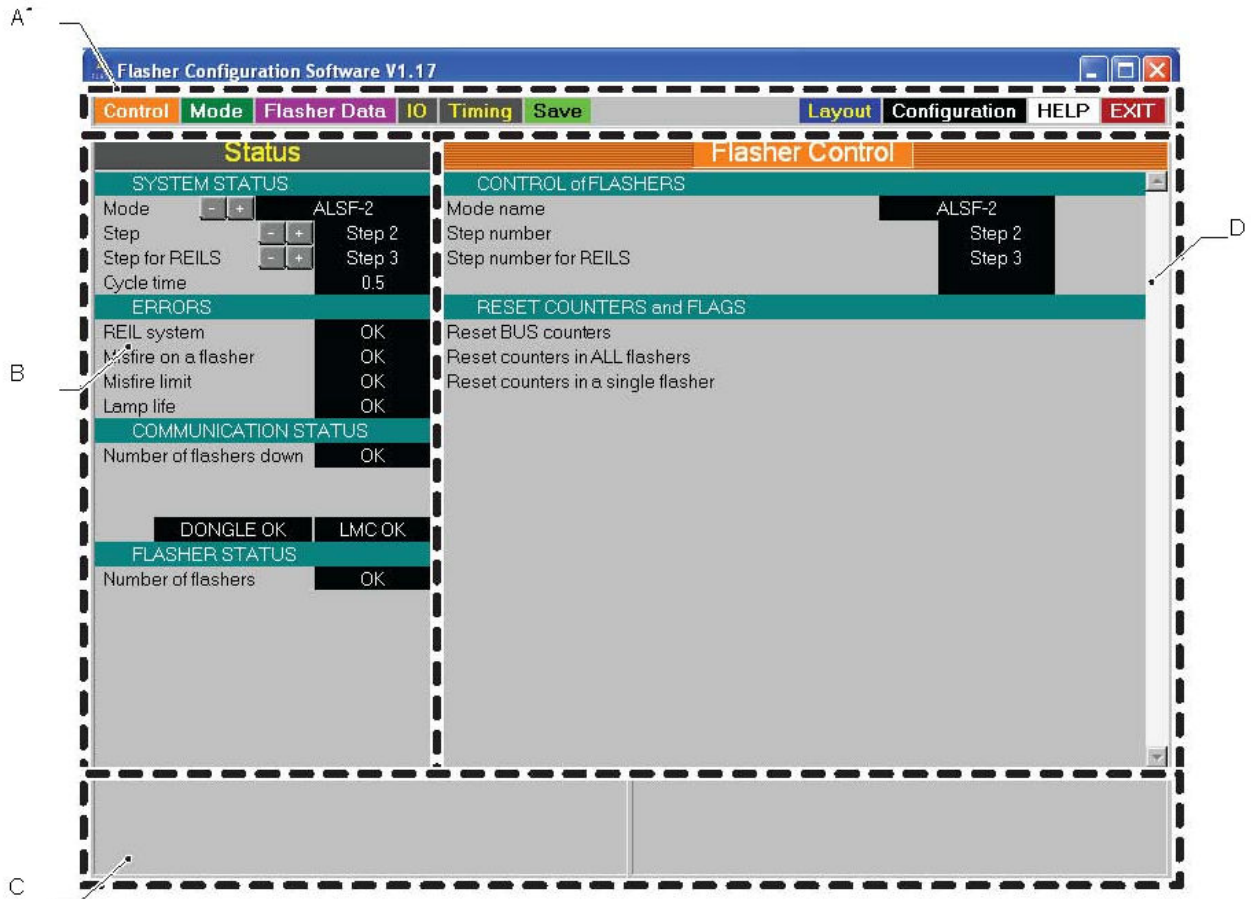 A
Flasher Configuration Software V1.17
Control Mode Flasher Data IO Timing Save Layout Configuration HELP EXIT
Status
SYSTEM STATUS
Mode - + ALSF-2
Step - + Step 2
Step for REILS - + Step 3
Cycle time 0.5
ERRORS
REIL system OK
Misfire on a flasher OK
Misfire limit OK
Lamp life OK
COMMUNICATION STATUS
Number of flashers down OK
DONGLE OK LMC OK
FLASHER STATUS
Number of flashers OK
Flasher Control
CONTROL of FLASHERS
Mode name ALSF-2
Step number Step 2
Step number for REILS Step 3
RESET COUNTERS and FLAGS
Reset BUS counters
Reset counters in ALL flashers
Reset counters in a single flasher
D
B
C